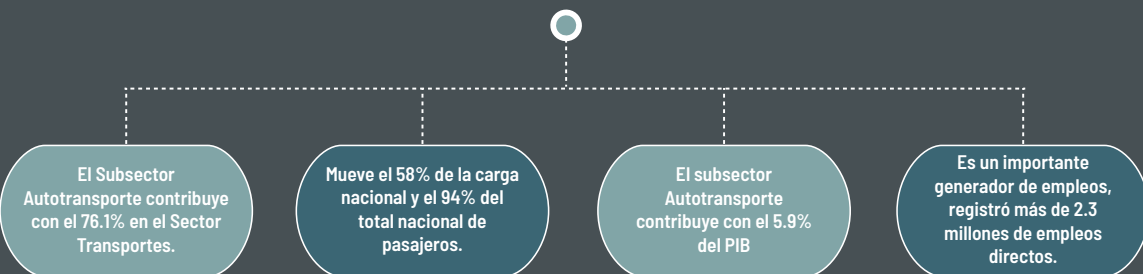 El Subsector
Autotransporte contribuye
con el 76.1% en el Sector
Transportes.
Mueve el 58% de la carga
nacional y el 94% del
total nacional de
pasajeros.
El subsector
Autotransporte
contribuye con el 5.9%
del PIB
Es un importante
generador de empleos,
registró más de 2.3
millones de empleos
directos.